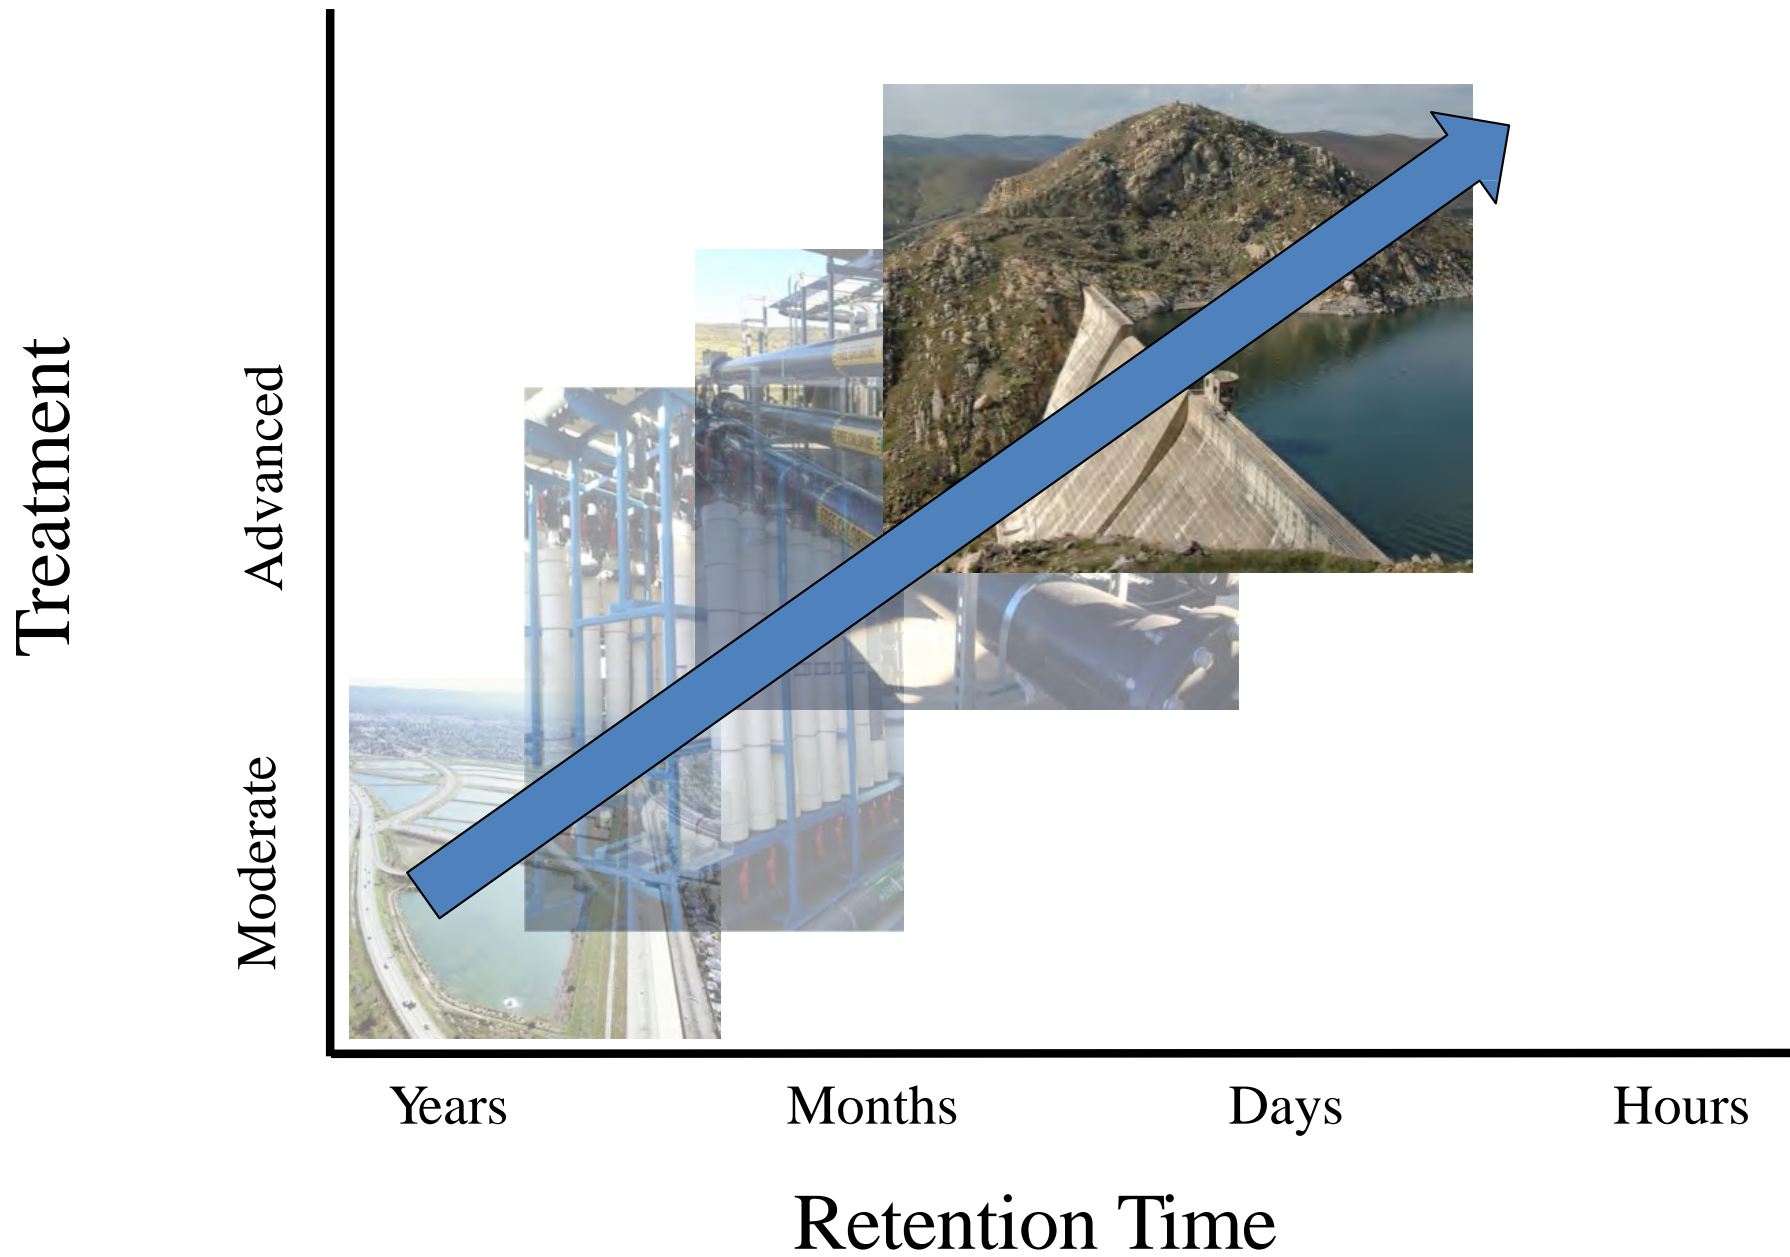 Treatment
Advanced
Moderate
Years
Months
Days
Hours
Retention Time